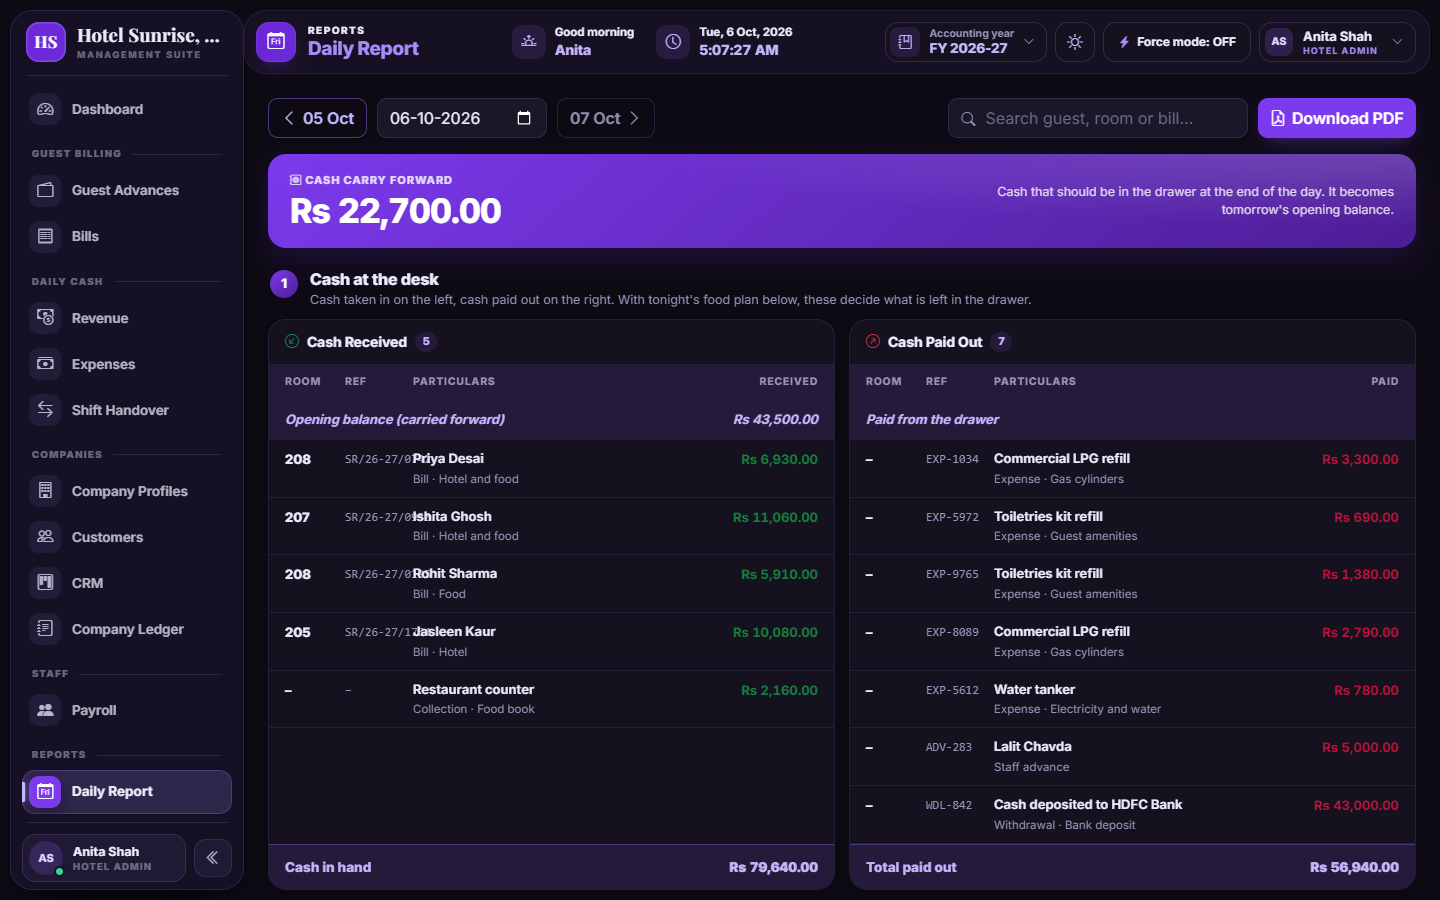 HS
Hotel Sunrise, ...
MANAGEMENT SUITE
Dashboard
GUEST BILLING
Guest Advances
Bills
DAILY CASH
Revenue
Expenses
Shift Handover
COMPANIES
Company Profiles
Customers
CRM
Company Ledger
STAFF
Payroll
REPORTS
Fri
Daily Report
AS
Anita Shah
HOTEL ADMIN
Fri
REPORTS
Daily Report
Good morning
Anita
Tue, 6 Oct, 2026
5:07:27 AM
Accounting year
FY 2026-27
Force mode: OFF
AS
Anita Shah
HOTEL ADMIN
05 Oct
06-10-2026
07 Oct
Search guest, room or bill...
Download PDF
CASH CARRY FORWARD
Rs 22,700.00
Cash that should be in the drawer at the end of the day. It becomes
tomorrow's opening balance.
1
Cash at the desk
Cash taken in on the left, cash paid out on the right. With tonight's food plan below, these decide what is left in the drawer.
Cash Received 5
ROOM REF PARTICULARS RECEIVED
Opening balance (carried forward) Rs 43,500.00
208 SR/26-27/ Priya Desai Rs 6,930.00
Bill · Hotel and food
207 SR/26-27/ Ishita Ghosh Rs 11,060.00
Bill · Hotel and food
208 SR/26-27/ Rohit Sharma Rs 5,910.00
Bill · Food
205 SR/26-27/ Jasleen Kaur Rs 10,080.00
Bill · Hotel
– – Restaurant counter Rs 2,160.00
Collection · Food book
Cash in hand Rs 79,640.00
Cash Paid Out 7
ROOM REF PARTICULARS PAID
Paid from the drawer
– EXP-1034 Commercial LPG refill Rs 3,300.00
Expense · Gas cylinders
– EXP-5972 Toiletries kit refill Rs 690.00
Expense · Guest amenities
– EXP-9765 Toiletries kit refill Rs 1,380.00
Expense · Guest amenities
– EXP-8089 Commercial LPG refill Rs 2,790.00
Expense · Gas cylinders
– EXP-5612 Water tanker Rs 780.00
Expense · Electricity and water
– ADV-283 Lalit Chavda Rs 5,000.00
Staff advance
– WDL-842 Cash deposited to HDFC Bank Rs 43,000.00
Withdrawal · Bank deposit
Total paid out Rs 56,940.00